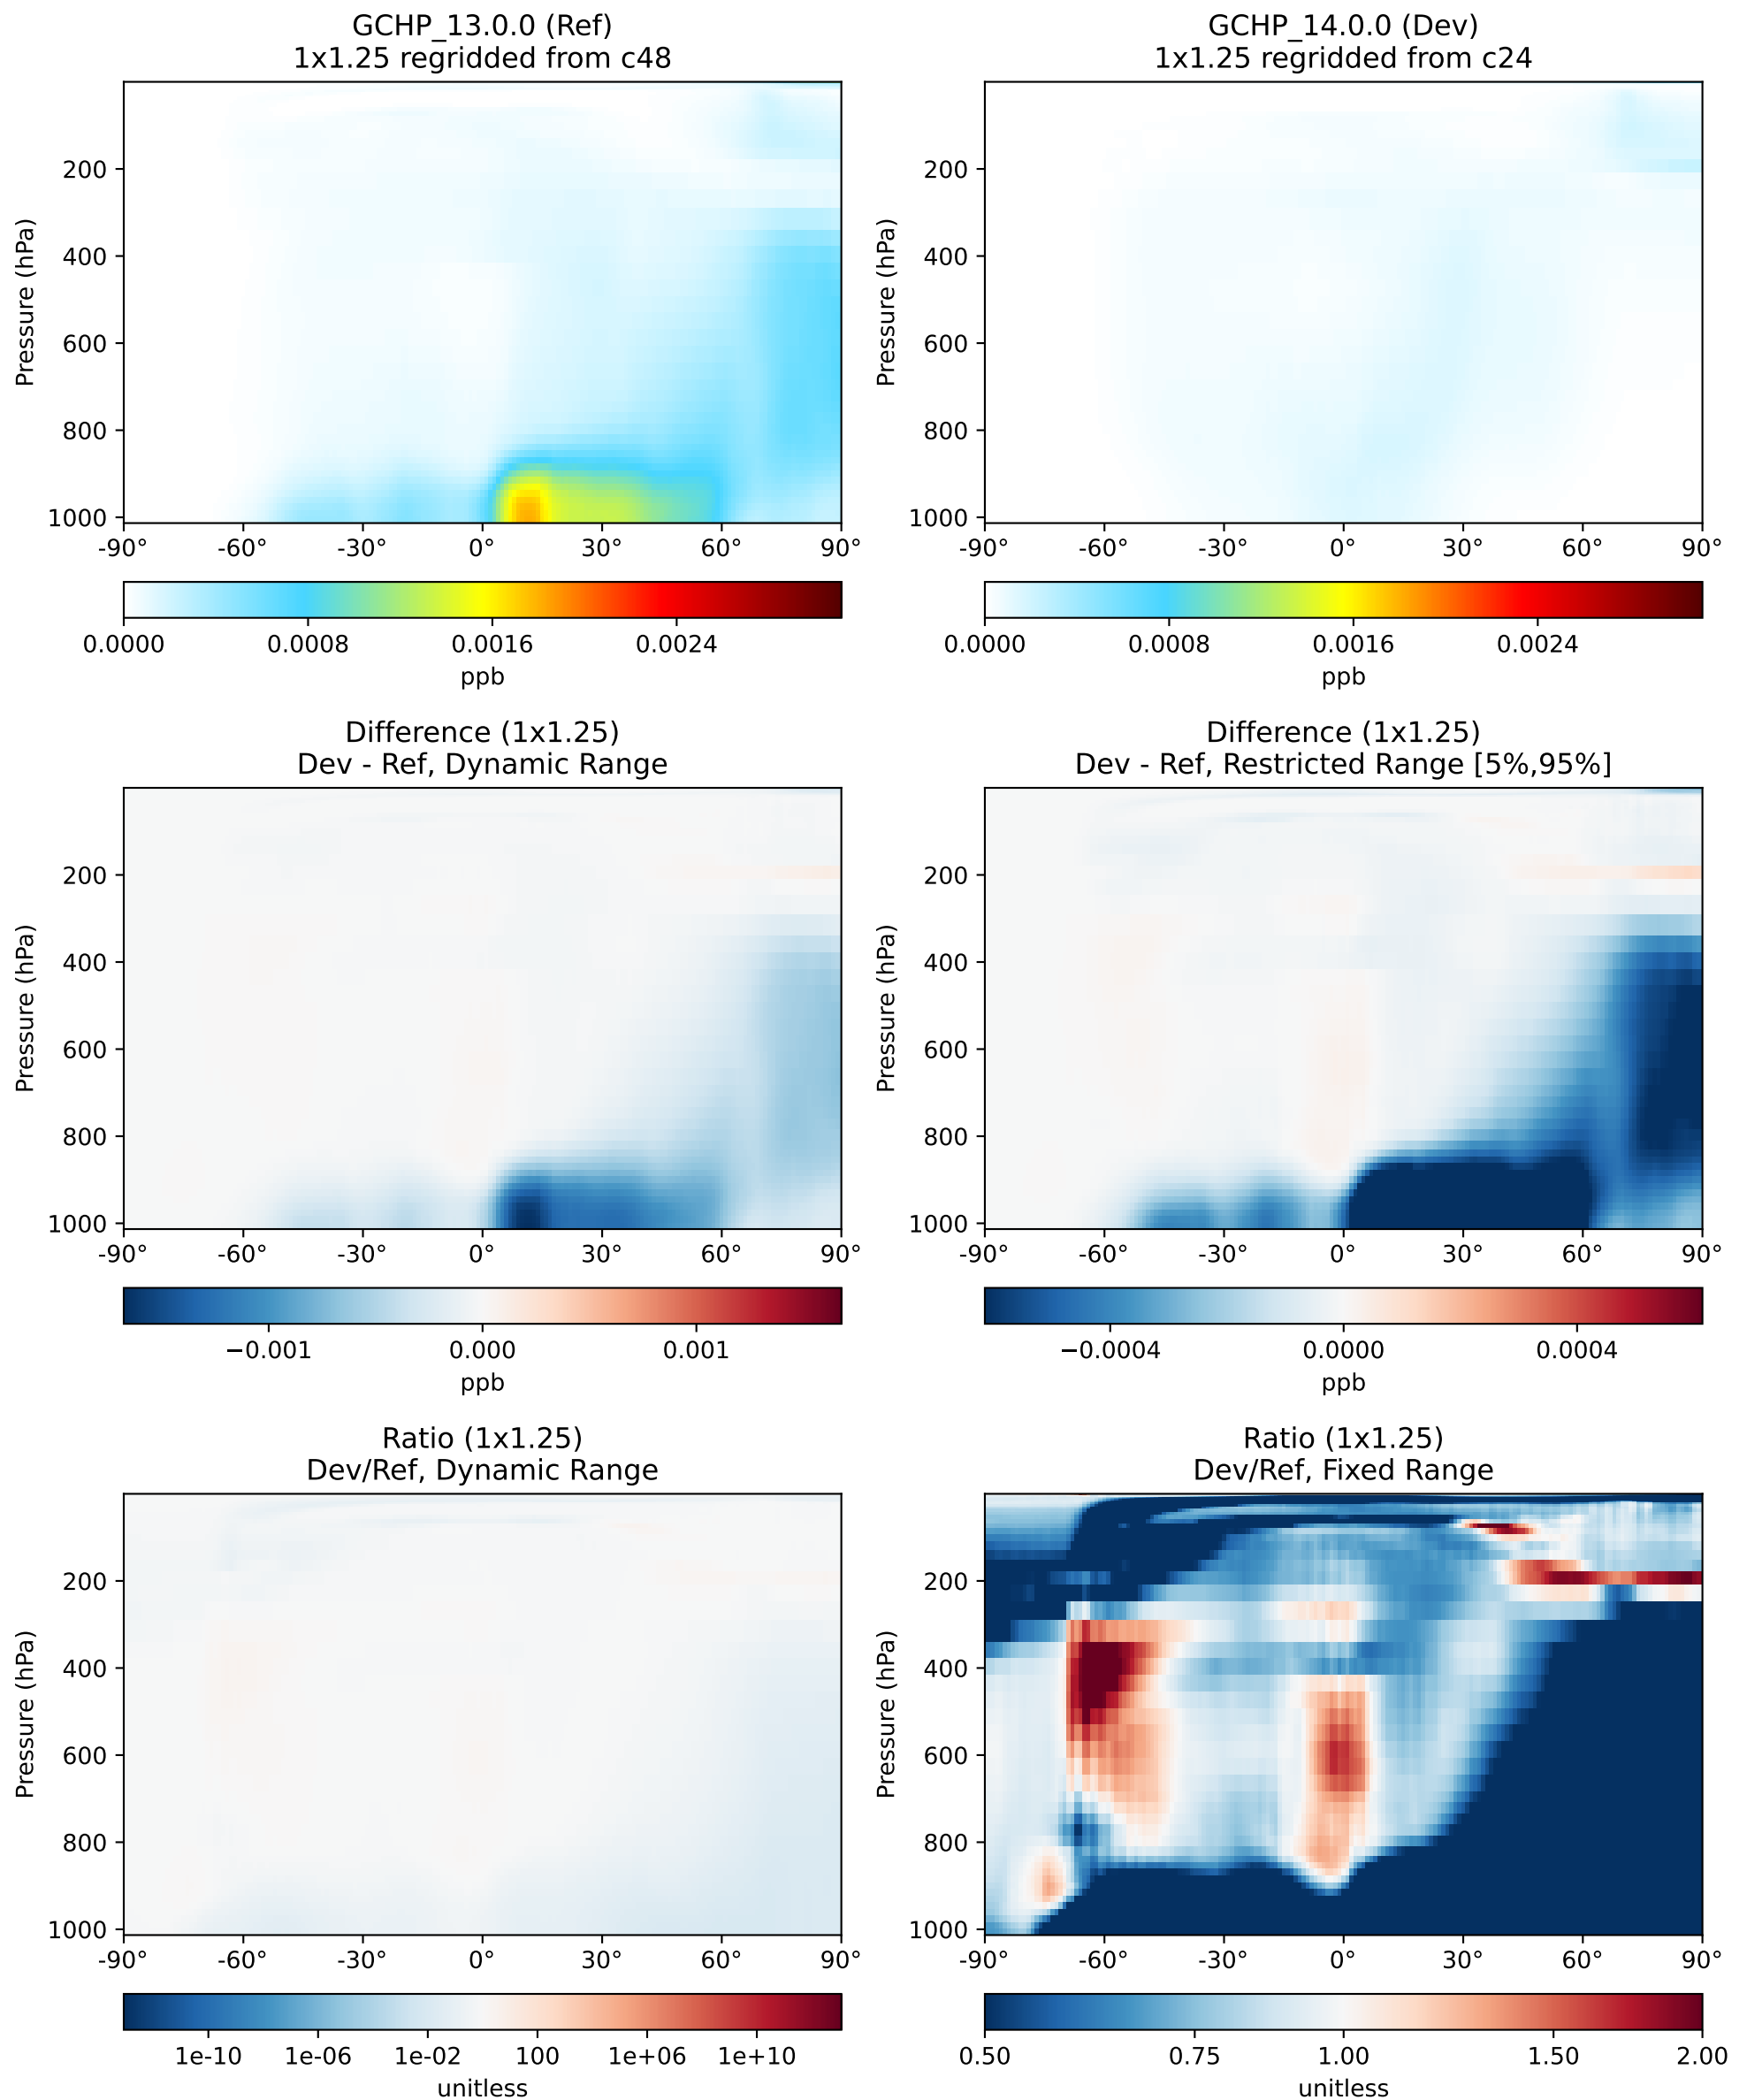 GCHP_13.0.0 (Ref)
1x1.25 regridded from c48
Pressure (hPa)
200
400
600
800
1000
-90° -60° -30° 0° 30° 60° 90°
0.0000 0.0008 0.0016 0.0024
ppb
GCHP_14.0.0 (Dev)
1x1.25 regridded from c24
Pressure (hPa)
200
400
600
800
1000
-90° -60° -30° 0° 30° 60° 90°
0.0000 0.0008 0.0016 0.0024
ppb
Difference (1x1.25)
Dev - Ref, Dynamic Range
Pressure (hPa)
200
400
600
800
1000
-90° -60° -30° 0° 30° 60° 90°
−0.001 0.000 0.001
ppb
Difference (1x1.25)
Dev - Ref, Restricted Range [5%,95%]
Pressure (hPa)
200
400
600
800
1000
-90° -60° -30° 0° 30° 60° 90°
−0.0004 0.0000 0.0004
ppb
Ratio (1x1.25)
Dev/Ref, Dynamic Range
Pressure (hPa)
200
400
600
800
1000
-90° -60° -30° 0° 30° 60° 90°
1e-10 1e-06 1e-02 100 1e+06 1e+10
unitless
Ratio (1x1.25)
Dev/Ref, Fixed Range
Pressure (hPa)
200
400
600
800
1000
-90° -60° -30° 0° 30° 60° 90°
0.50 0.75 1.00 1.50 2.00
unitless